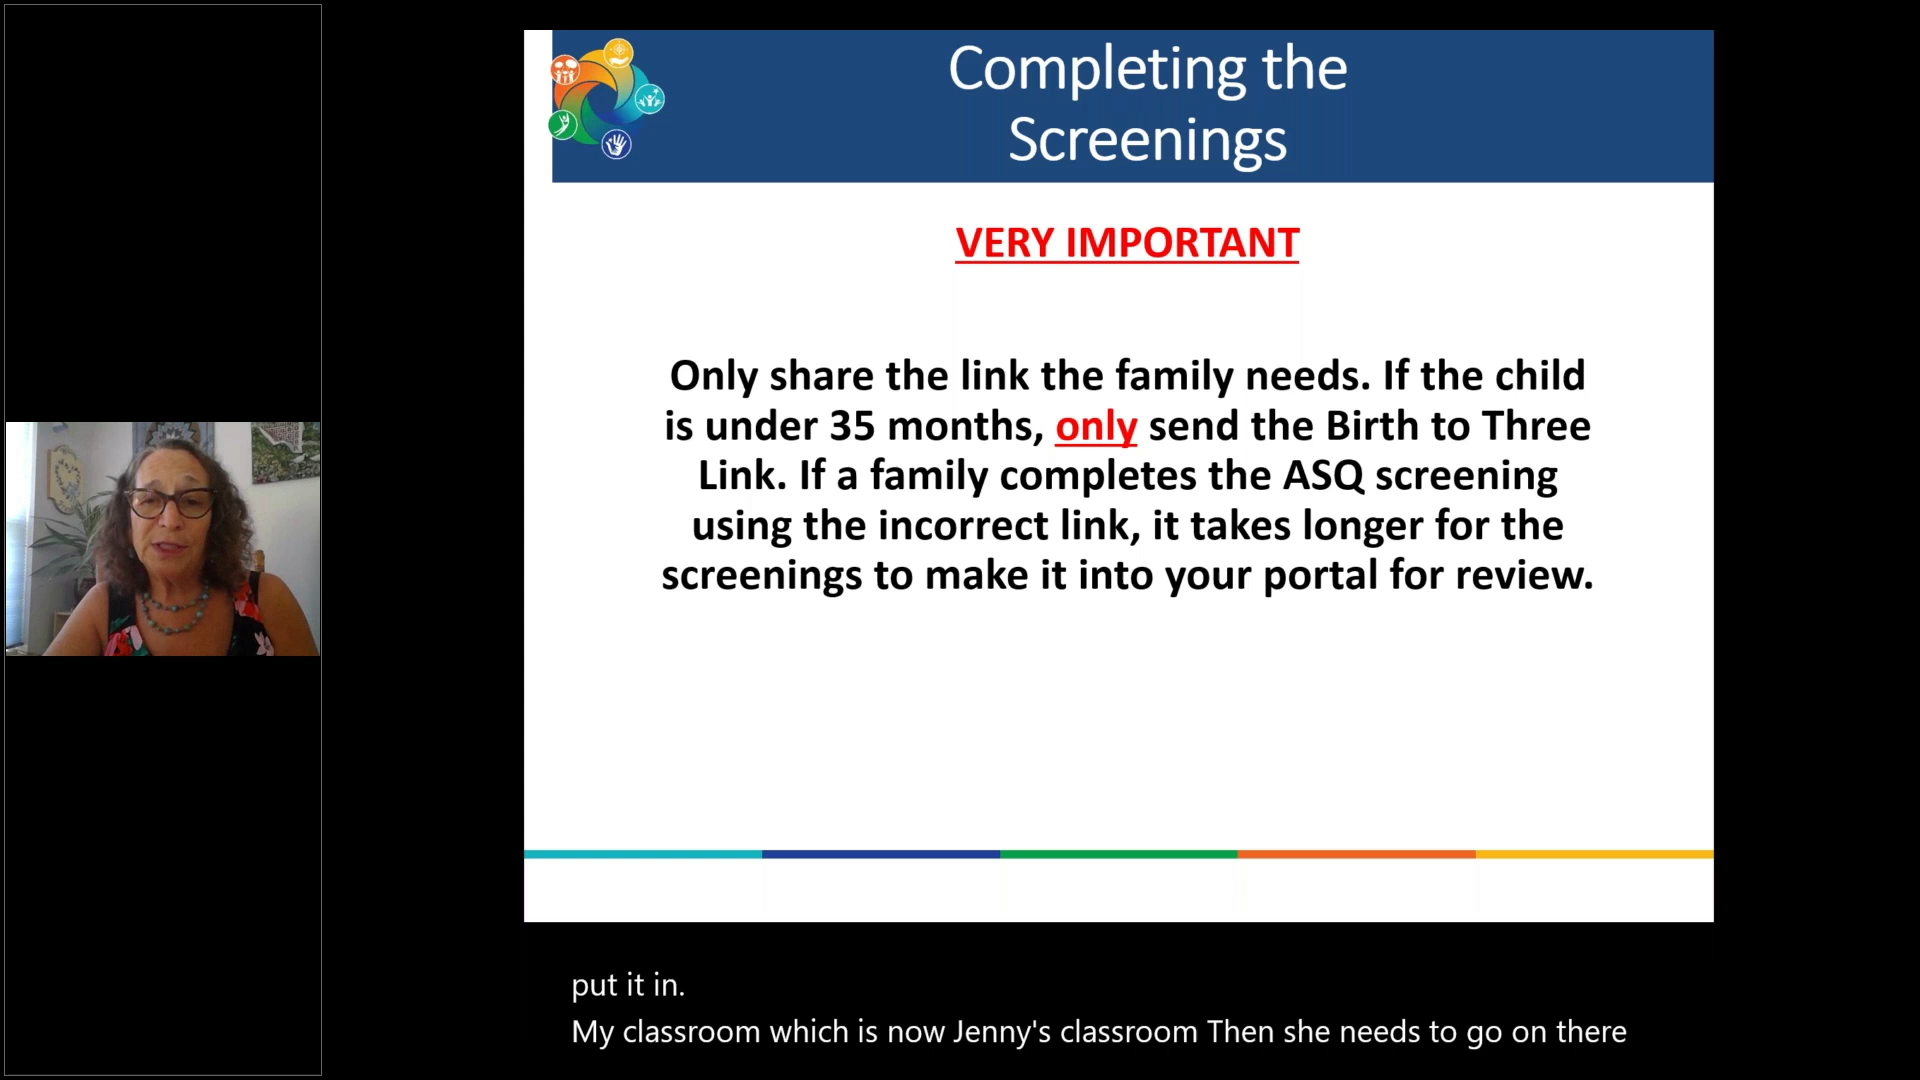 Completing the
Screenings
VERY IMPORTANT
Only share the link the family needs. If the child
is under 35 months, only send the Birth to Three
Link. If a family completes the ASQ screening
using the incorrect link, it takes longer for the
screenings to make it into your portal for review.
put it in.
My classroom which is now Jenny's classroom Then she needs to go on there